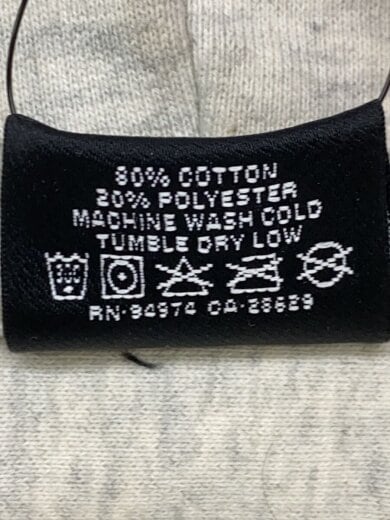 80% COTTON
20% POLYESTER
MACHINE WASH COLD
TUMBLE DRY LOW
RN-94974 CA-28629